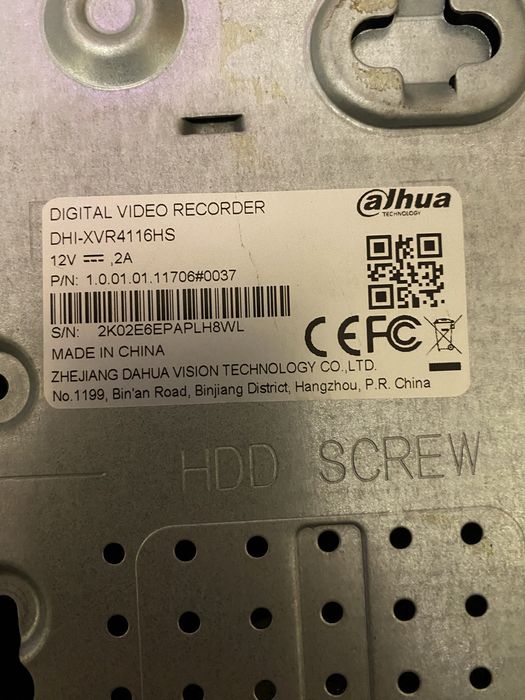 DIGITAL VIDEO RECORDER
alhua
TECHNOLOGY
DHI-XVR4116HS
12V ⎓ ,2A
P/N: 1.0.01.01.11706#0037
S/N: 2K02E6EPAPLH8WL
CE FC
MADE IN CHINA
ZHEJIANG DAHUA VISION TECHNOLOGY CO.,LTD.
No.1199, Bin'an Road, Binjiang District, Hangzhou, P.R. China
HDD SCREW